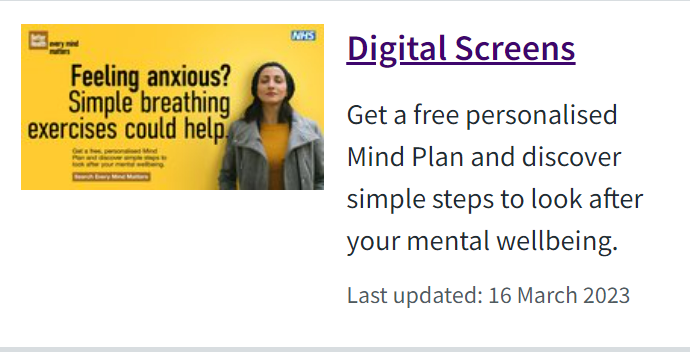 every mind
matters
NHS
Feeling anxious?
Simple breathing
exercises could help.
Get a free, personalised Mind
Plan and discover simple steps to
look after your mental wellbeing.
Search Every Mind Matters
Digital Screens
Get a free personalised
Mind Plan and discover
simple steps to look after
your mental wellbeing.
Last updated: 16 March 2023